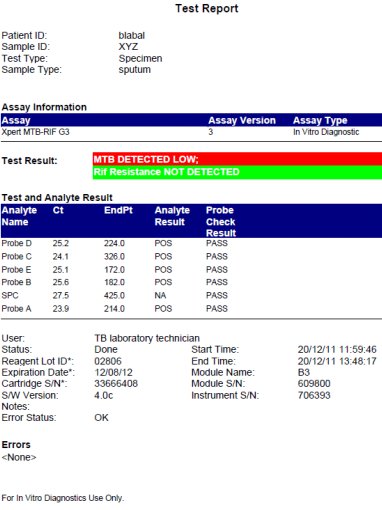 Test Report
Patient ID: blabal
Sample ID: XYZ
Test Type: Specimen
Sample Type: sputum
Assay Information
Assay Assay Version Assay Type
Xpert MTB-RIF G3 3 In Vitro Diagnostic
Test Result: MTB DETECTED LOW;
Rif Resistance NOT DETECTED
Test and Analyte Result
Analyte Name Ct EndPt Analyte Result Probe Check Result
Probe D 25.2 224.0 POS PASS
Probe C 24.1 326.0 POS PASS
Probe E 25.1 172.0 POS PASS
Probe B 25.6 182.0 POS PASS
SPC 27.5 425.0 NA PASS
Probe A 23.9 214.0 POS PASS
User: TB laboratory technician
Status: Done Start Time: 20/12/11 11:59:46
Reagent Lot ID*: 02806 End Time: 20/12/11 13:48:17
Expiration Date*: 12/08/12 Module Name: B3
Cartridge S/N*: 33666408 Module S/N: 609800
S/W Version: 4.0c Instrument S/N: 706393
Notes:
Error Status: OK
Errors
<None>
For In Vitro Diagnostics Use Only.